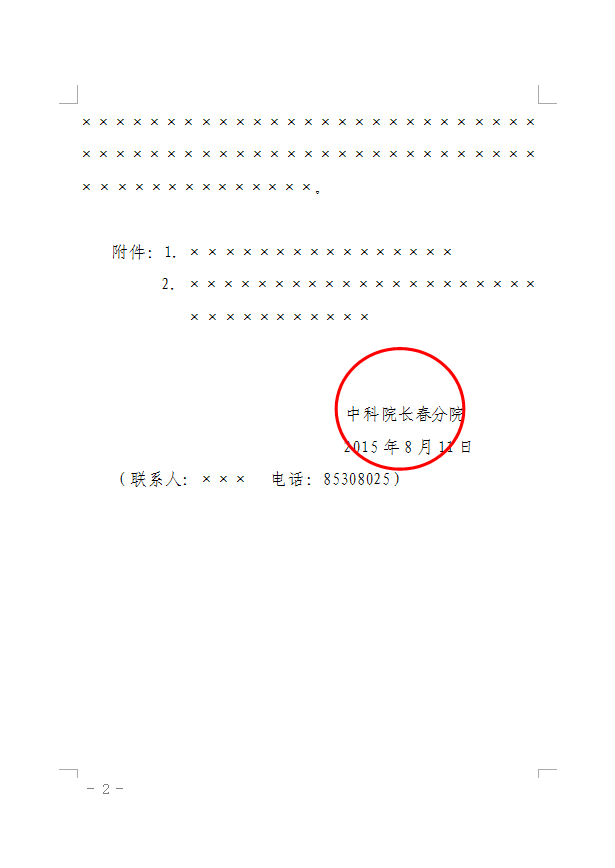 ×××××××××××××××××××××××××××
×××××××××××××××××××××××××××
××××××××××××××。
附件：1. ××××××××××××××××
2. ×××××××××××××××××××××
×××××××××××
中科院长春分院
2015年8月11日
（联系人：××× 电话：85308025）
- 2 -